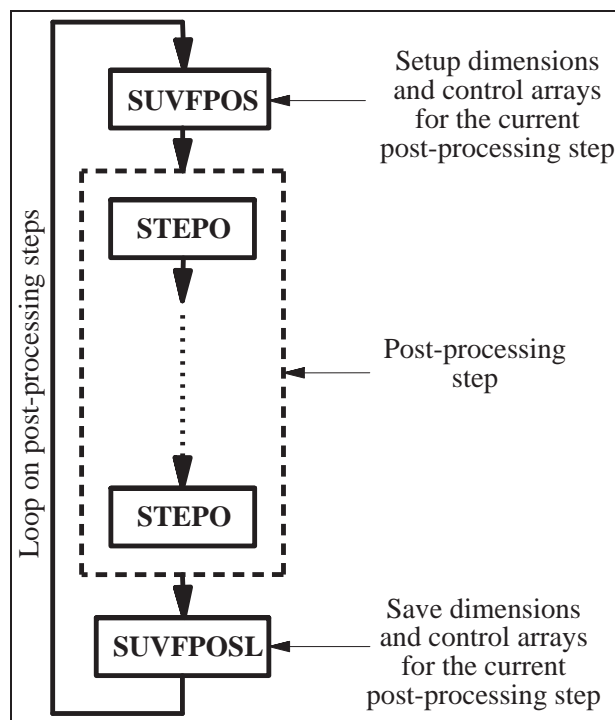 Setup dimensions
and control arrays
for the current
post-processing step
SUVFPOS
STEPO
Loop on post-processing steps
Post-processing
step
STEPO
Save dimensions
and control arrays
for the current
post-processing step
SUVFPOSL